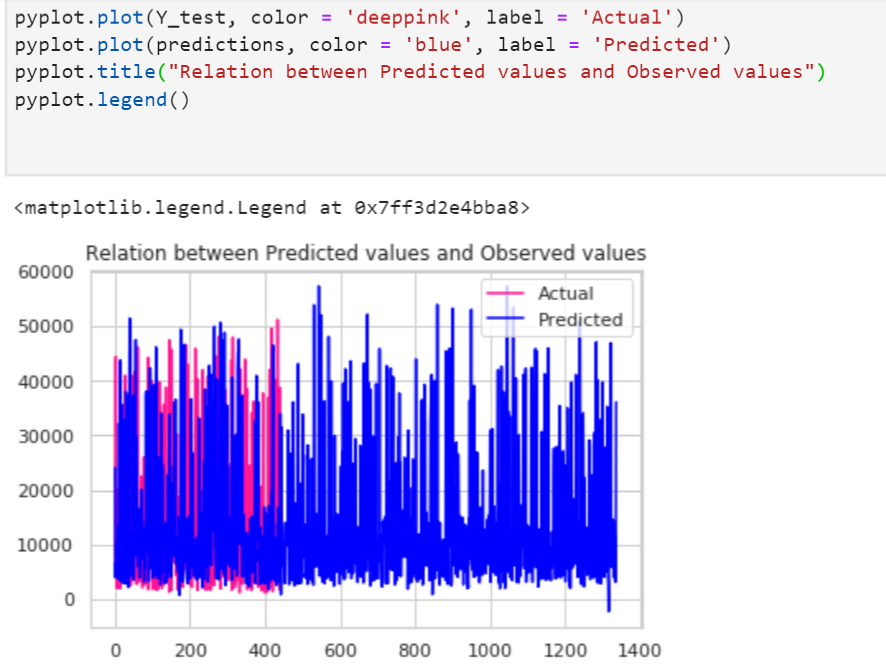 pyplot.plot(Y_test, color = 'deeppink', label = 'Actual')
pyplot.plot(predictions, color = 'blue', label = 'Predicted')
pyplot.title("Relation between Predicted values and Observed values")
pyplot.legend()
<matplotlib.legend.Legend at 0x7ff3d2e4bba8>
Relation between Predicted values and Observed values
60000
50000
40000
30000
20000
10000
0
Actual
Predicted
0 200 400 600 800 1000 1200 1400